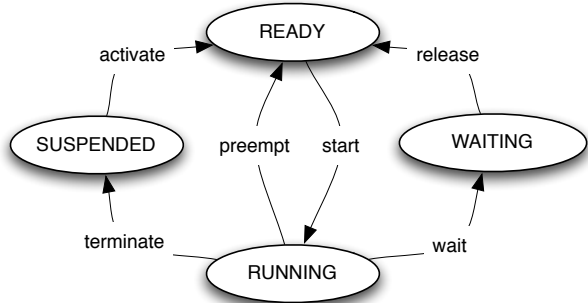 READY
activate
release
SUSPENDED
preempt
start
WAITING
terminate
wait
RUNNING